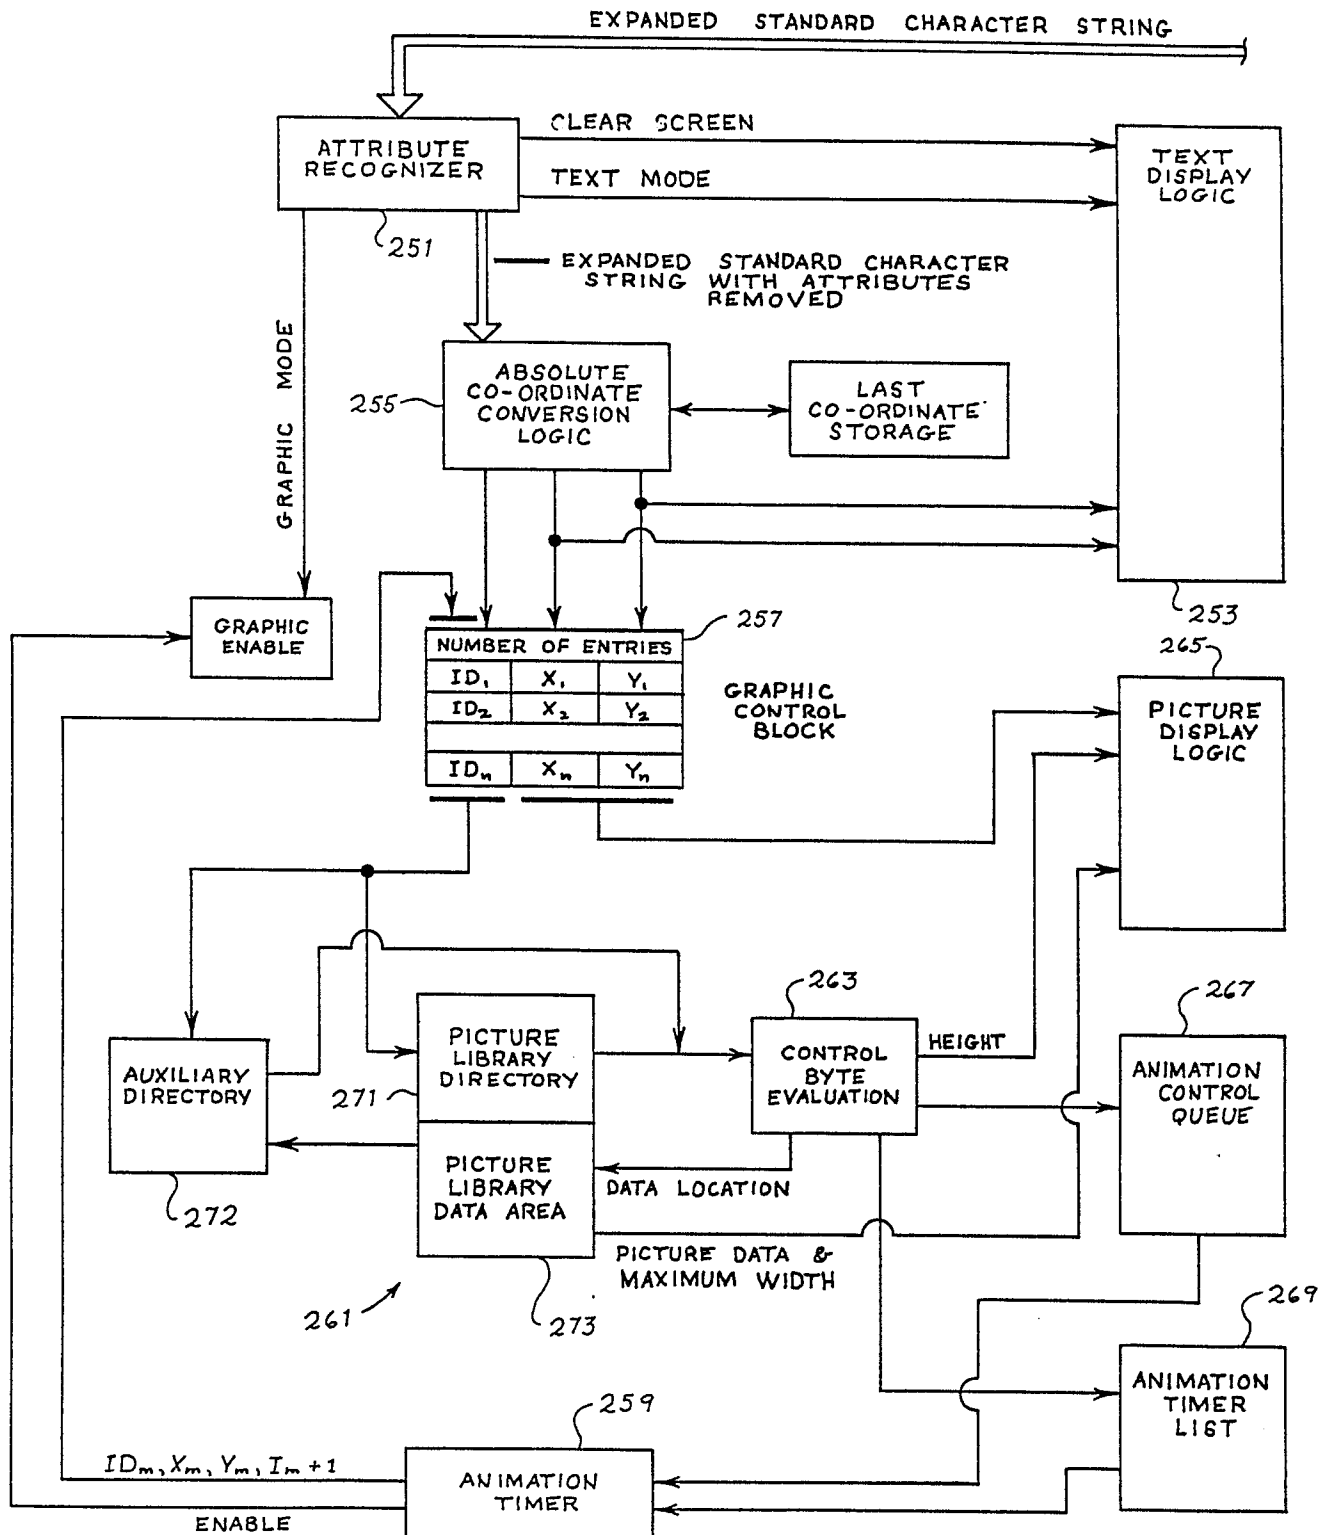 EXPANDED STANDARD CHARACTER STRING
ATTRIBUTE
RECOGNIZER
CLEAR SCREEN
TEXT MODE
TEXT
DISPLAY
LOGIC
251
EXPANDED STANDARD CHARACTER
STRING WITH ATTRIBUTES
REMOVED
GRAPHIC MODE
255
ABSOLUTE
CO-ORDINATE
CONVERSION
LOGIC
LAST
CO-ORDINATE
STORAGE
253
GRAPHIC
ENABLE
257
NUMBER OF ENTRIES
ID₁ X₁ Y₁
ID₂ X₂ Y₂
IDₙ Xₙ Yₙ
GRAPHIC
CONTROL
BLOCK
265
PICTURE
DISPLAY
LOGIC
263
267
PICTURE
LIBRARY
DIRECTORY
271
CONTROL
BYTE
EVALUATION
HEIGHT
ANIMATION
CONTROL
QUEUE
AUXILIARY
DIRECTORY
272
PICTURE
LIBRARY
DATA AREA
DATA LOCATION
PICTURE DATA &
MAXIMUM WIDTH
261
273
269
ANIMATION
TIMER
LIST
259
IDₘ, Xₘ, Yₘ, Iₘ+1
ANIMATION
TIMER
ENABLE